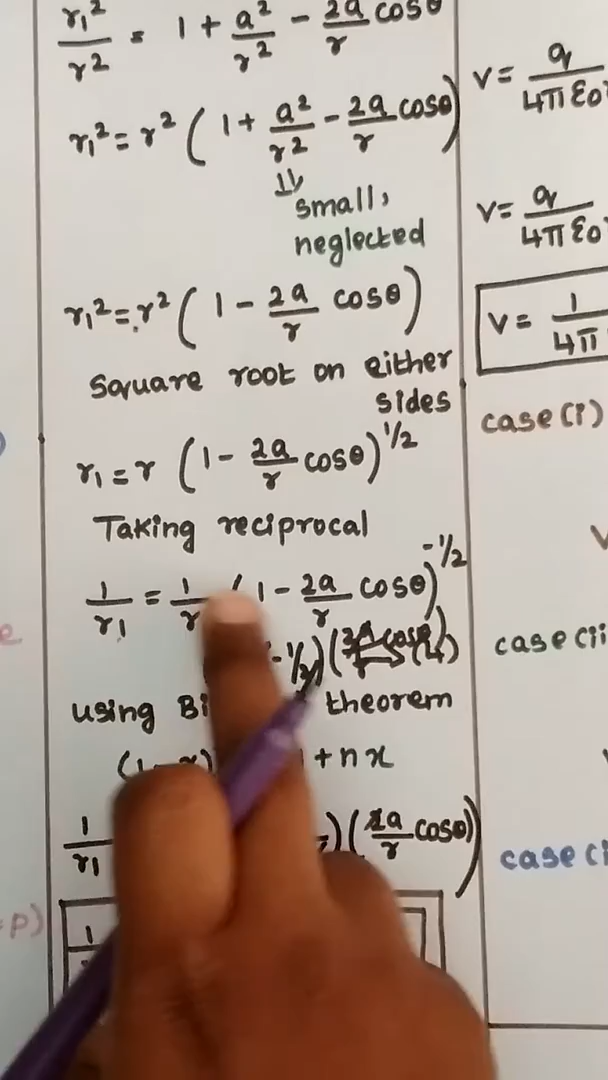 r₁²/r² = 1 + a²/r² - 2a/r cosθ
r₁² = r² (1 + a²/r² - 2a/r cosθ)
⇓
small,
neglected
r₁² = r² (1 - 2a/r cosθ)
Square root on either
sides
r₁ = r (1 - 2a/r cosθ)^1/2
Taking reciprocal
1/r₁ = 1/r (1 - 2a/r cosθ)^-1/2
using theorem
+ nx
1/r₁ )(2a/r cosθ)
V = q/4πε₀
V = q/4πε₀
V = 1/4π
case(i)
V
case(ii
case(i
=P)